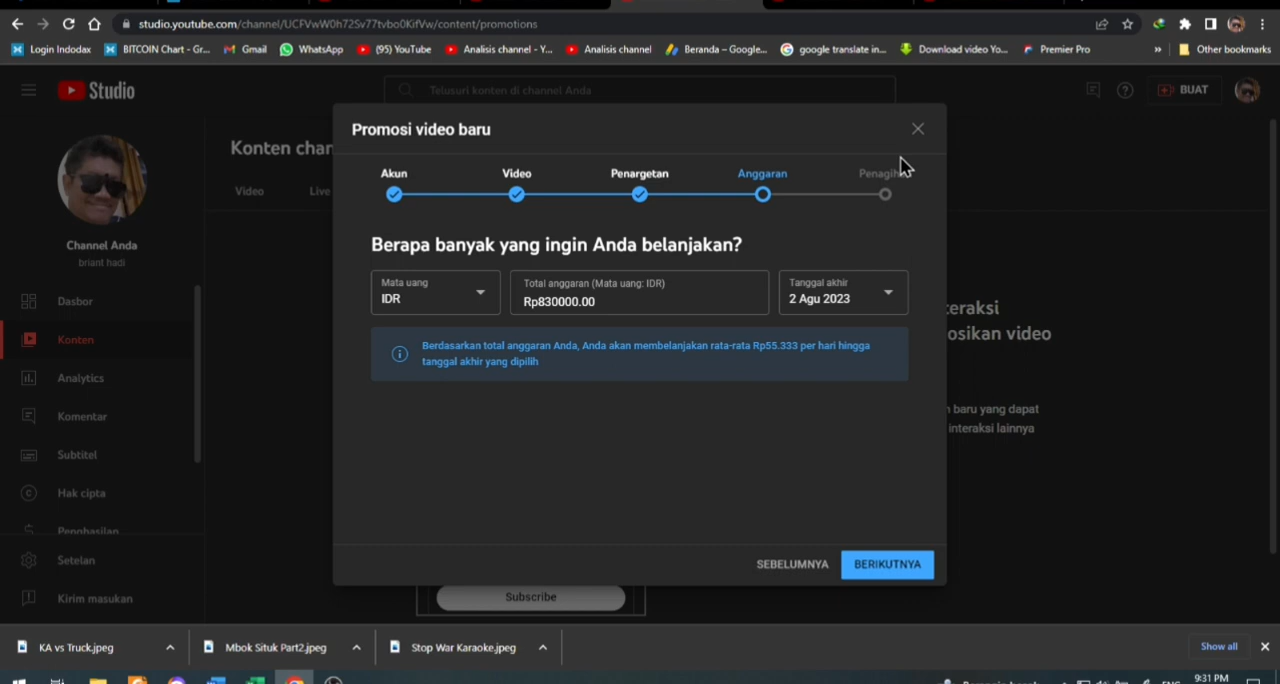 studio.youtube.com/channel/UCFVwW0h72Sv77tvbo0KifVw/content/promotions
Login Indodax
BITCOIN Chart - Gr...
Gmail
WhatsApp
(95) YouTube
Analisis channel - Y...
Analisis channel
Beranda – Google...
google translate in...
Download video Yo...
Premier Pro
»
Other bookmarks
Studio
Telusuri konten di channel Anda
BUAT
Promosi video baru
Konten chan
Akun
Video
Penargetan
Anggaran
Penagih
Video
Live
Berapa banyak yang ingin Anda belanjakan?
Channel Anda
briant hadi
Mata uang
IDR
Total anggaran (Mata uang: IDR)
Rp830000.00
Tanggal akhir
2 Agu 2023
Dasbor
teraksi
osikan video
Konten
Berdasarkan total anggaran Anda, Anda akan membelanjakan rata-rata Rp55.333 per hari hingga
tanggal akhir yang dipilih
Analytics
Komentar
baru yang dapat
interaksi lainnya
Subtitel
Hak cipta
Penghasilan
Setelan
SEBELUMNYA
BERIKUTNYA
Kirim masukan
Subscribe
KA vs Truck.jpeg
Mbok Situk Part2.jpeg
Stop War Karaoke.jpeg
Show all
ENG
9:31 PM